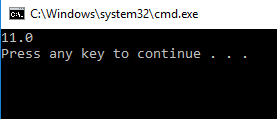 C:\Windows\system32\cmd.exe
11.0
Press any key to continue . . .